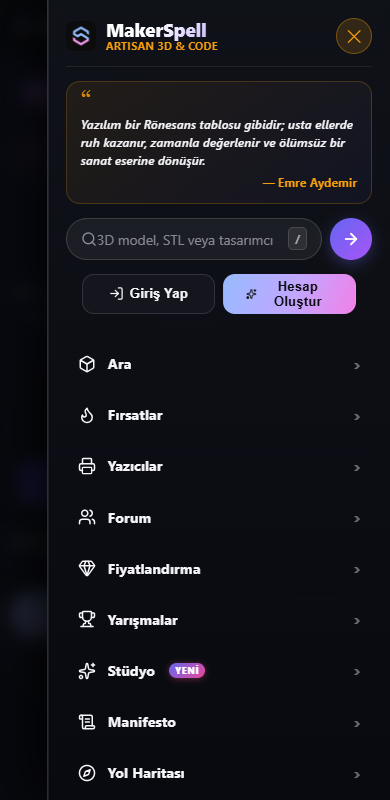 MakerSpell
ARTISAN 3D & CODE
“
Yazılım bir Rönesans tablosu gibidir; usta ellerde
ruh kazanır, zamanla değerlenir ve ölümsüz bir
sanat eserine dönüşür.
— Emre Aydemir
3D model, STL veya tasarımcı
/
Giriş Yap
Hesap
Oluştur
Ara
Fırsatlar
Yazıcılar
Forum
Fiyatlandırma
Yarışmalar
Stüdyo YENİ
Manifesto
Yol Haritası